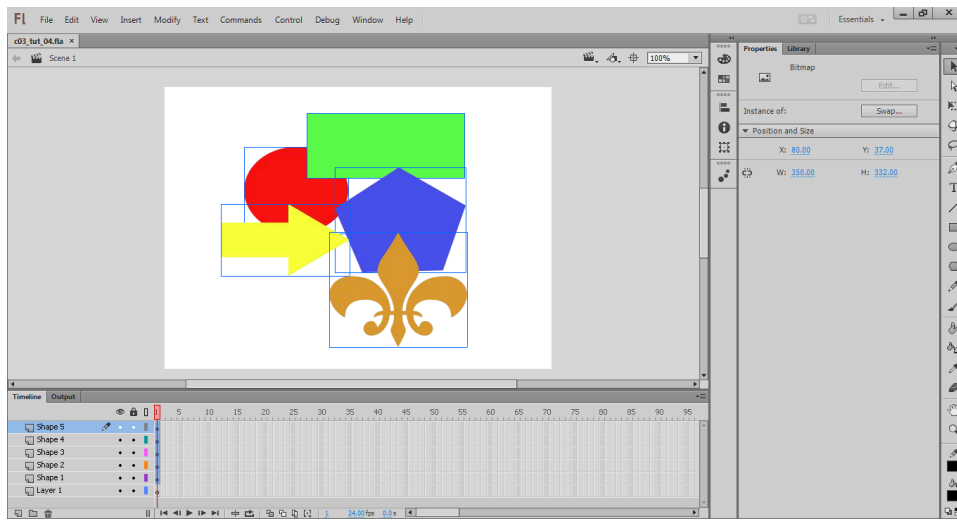 FL File Edit View Insert Modify Text Commands Control Debug Window Help Essentials
c03_tut_04.fla ×
Scene 1 100%
Properties Library
Bitmap
Edit...
Instance of: Swap...
Position and Size
X: 80.00 Y: 37.00
W: 350.00 H: 332.00
Timeline Output
1 5 10 15 20 25 30 35 40 45 50 55 60 65 70 75 80 85 90 95
Shape 5
Shape 4
Shape 3
Shape 2
Shape 1
Layer 1
1 24.00 fps 0.0 s